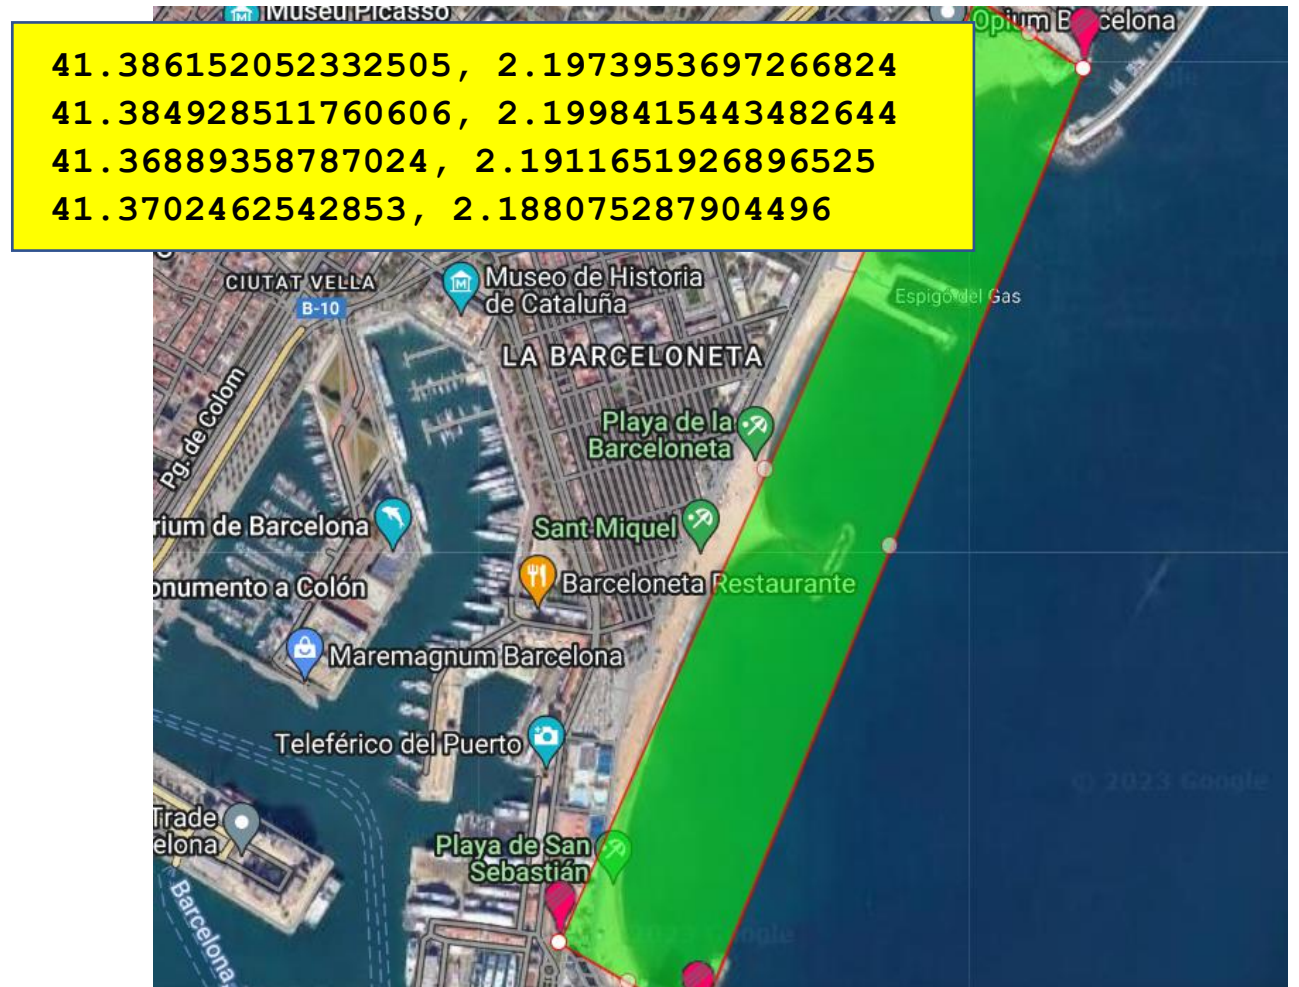 Museu Picasso
Opium Barcelona
41.386152052332505, 2.1973953697266824
41.384928511760606, 2.1998415443482644
41.36889358787024, 2.1911651926896525
41.3702462542853, 2.188075287904496
CIUTAT VELLA
B-10
Museo de Historia
de Cataluña
Espigó del Gas
LA BARCELONETA
Pg. de Colom
Playa de la
Barceloneta
rium de Barcelona
Sant Miquel
onumento a Colón
Barceloneta Restaurante
Maremagnum Barcelona
Teleférico del Puerto
© 2023 Google
Trade
elona
Playa de San
Sebastián
Barcelona
2023 Google